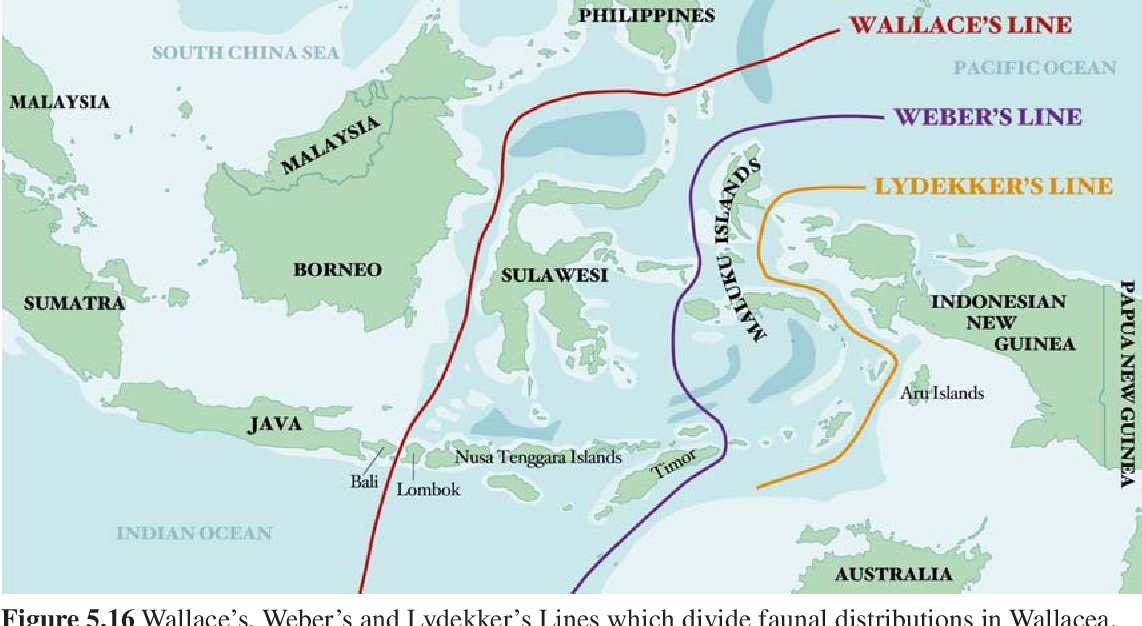 PHILIPPINES
WALLACE'S LINE
SOUTH CHINA SEA
PACIFIC OCEAN
MALAYSIA
WEBER'S LINE
MALAYSIA
LYDEKKER'S LINE
MALUKU ISLANDS
BORNEO
SULAWESI
SUMATRA
INDONESIAN
NEW
GUINEA
PAPUA NEW GUINEA
Aru Islands
JAVA
Nusa Tenggara Islands
Timor
Bali
Lombok
INDIAN OCEAN
AUSTRALIA
Figure 5.16 Wallace's, Weber's and Lydekker's Lines which divide faunal distributions in Wallacea.